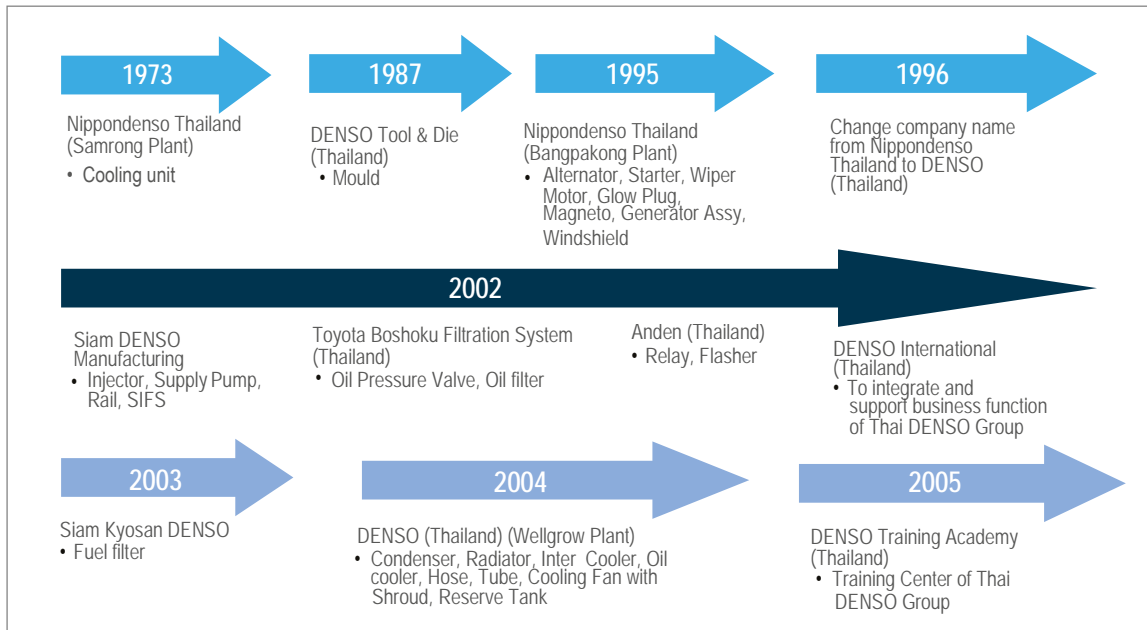 1973
1987
1995
1996
Nippondenso Thailand
(Samrong Plant)
• Cooling unit
DENSO Tool & Die
(Thailand)
• Mould
Nippondenso Thailand
(Bangpakong Plant)
• Alternator, Starter, Wiper
Motor, Glow Plug,
Magneto, Generator Assy,
Windshield
Change company name
from Nippondenso
Thailand to DENSO
(Thailand)
2002
Siam DENSO
Manufacturing
• Injector, Supply Pump,
Rail, SIFS
Toyota Boshoku Filtration System
(Thailand)
• Oil Pressure Valve, Oil filter
Anden (Thailand)
• Relay, Flasher
DENSO International
(Thailand)
• To integrate and
support business function
of Thai DENSO Group
2003
2004
2005
Siam Kyosan DENSO
• Fuel filter
DENSO (Thailand) (Wellgrow Plant)
• Condenser, Radiator, Inter Cooler, Oil
cooler, Hose, Tube, Cooling Fan with
Shroud, Reserve Tank
DENSO Training Academy
(Thailand)
• Training Center of Thai
DENSO Group